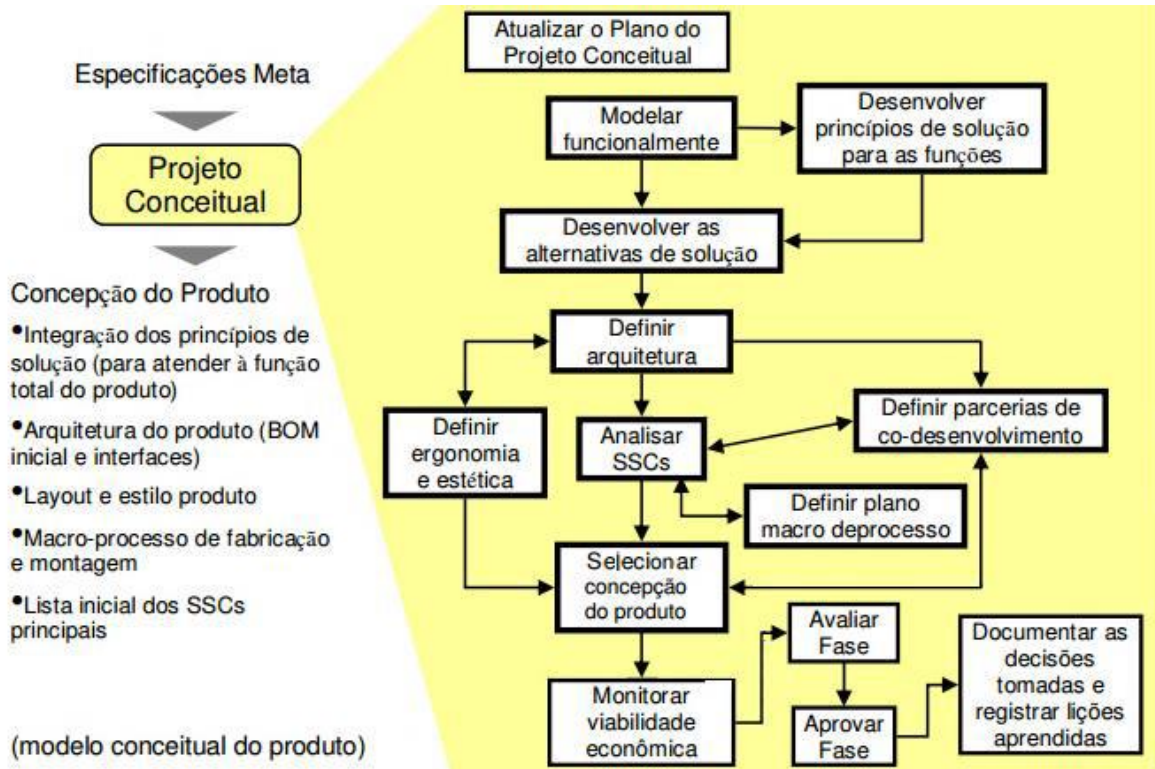 Especificações Meta
Projeto
Conceitual
Concepção do Produto
•Integração dos princípios de
solução (para atender à função
total do produto)
•Arquitetura do produto (BOM
inicial e interfaces)
•Layout e estilo produto
•Macro-processo de fabricação
e montagem
•Lista inicial dos SSCs
principais
(modelo conceitual do produto)
Atualizar o Plano do
Projeto Conceitual
Modelar
funcionalmente
Desenvolver
princípios de solução
para as funções
Desenvolver as
alternativas de solução
Definir
arquitetura
Definir
ergonomia
e estética
Analisar
SSCs
Definir parcerias de
co-desenvolvimento
Definir plano
macro deprocesso
Selecionar
concepção
do produto
Monitorar
viabilidade
econômica
Avaliar
Fase
Aprovar
Fase
Documentar as
decisões
tomadas e
registrar lições
aprendidas